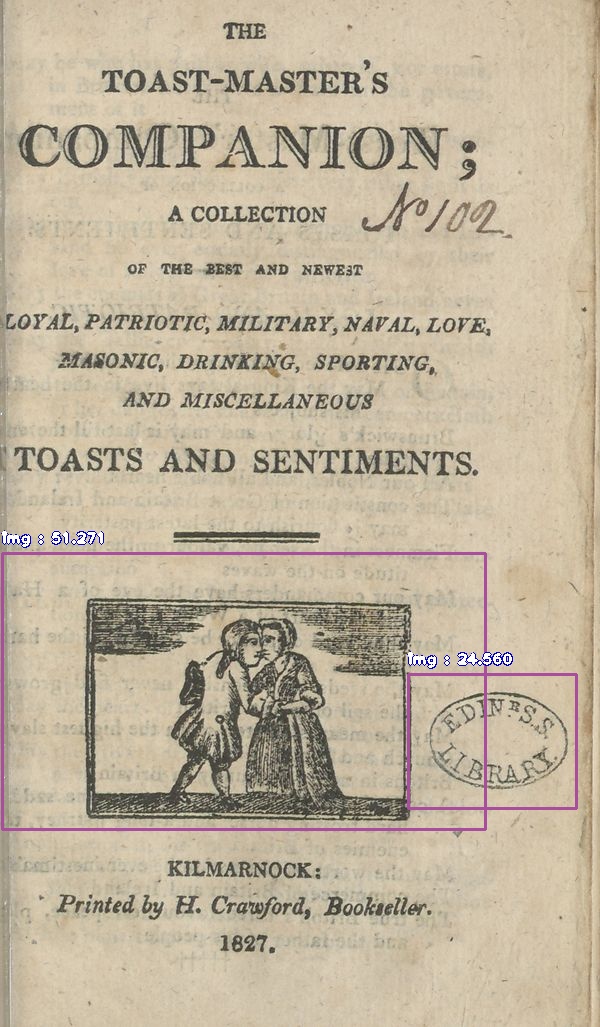 THE
TOAST-MASTER'S
COMPANION;
A COLLECTION
No 102.
OF THE BEST AND NEWEST
LOYAL, PATRIOTIC, MILITARY, NAVAL, LOVE,
MASONIC, DRINKING, SPORTING,
AND MISCELLANEOUS
TOASTS AND SENTIMENTS.
img : 51.271
img : 24.560
EDINR. S.S.
LIBRARY.
KILMARNOCK:
Printed by H. Crawford, Bookseller.
1827.